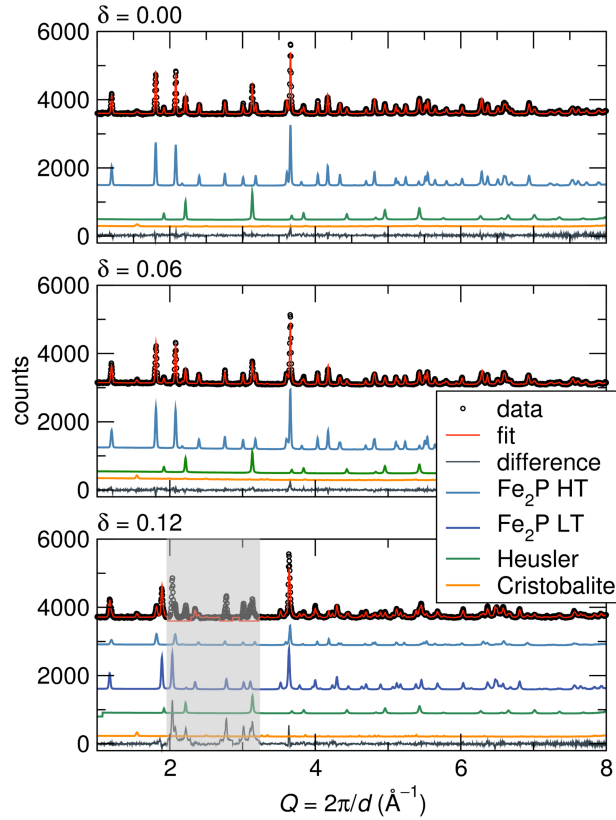 δ = 0.00
6000
4000
2000
0
δ = 0.06
6000
4000
2000
0
counts
data
fit
difference
Fe₂P HT
Fe₂P LT
Heusler
Cristobalite
δ = 0.12
6000
4000
2000
0
2 4 6 8
Q = 2π/d (Å⁻¹)